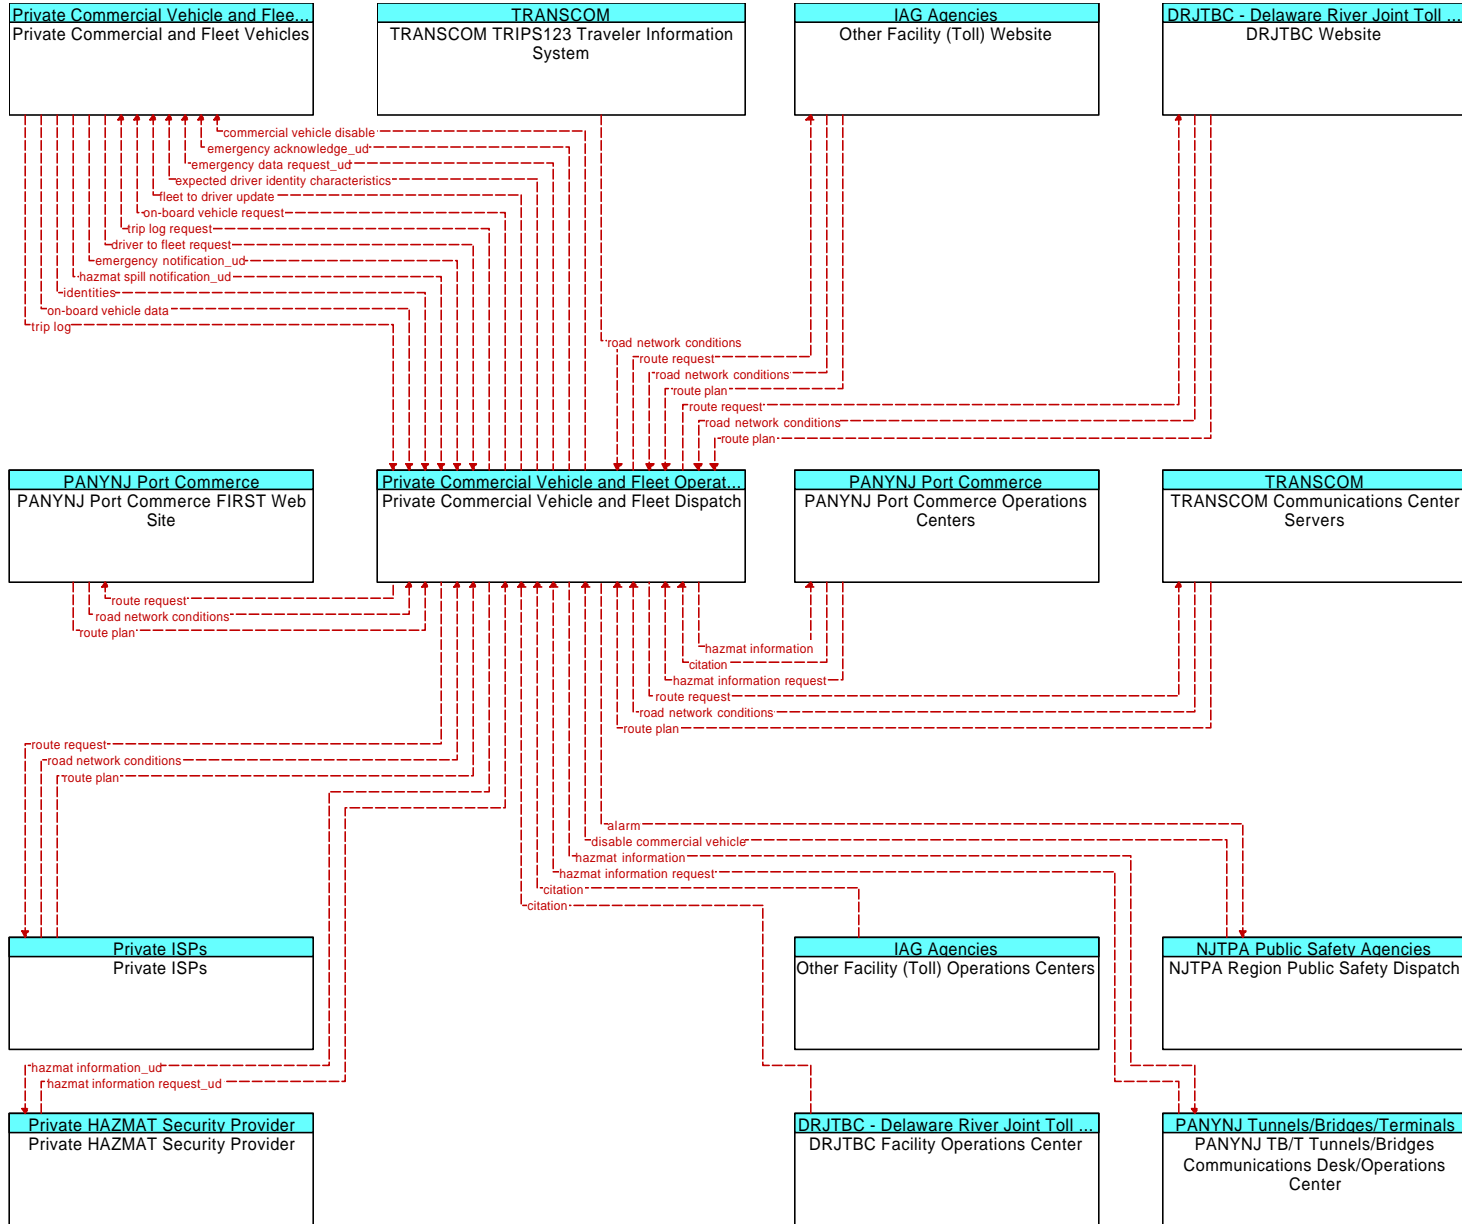 Private Commercial Vehicle and Flee...
Private Commercial and Fleet Vehicles
TRANSCOM
TRANSCOM TRIPS123 Traveler Information
System
IAG Agencies
Other Facility (Toll) Website
DRJTBC - Delaware River Joint Toll ...
DRJTBC Website
commercial vehicle disable
emergency acknowledge_ud
emergency data request_ud
expected driver identity characteristics
fleet to driver update
on-board vehicle request
trip log request
driver to fleet request
emergency notification_ud
hazmat spill notification_ud
identities
on-board vehicle data
trip log
road network conditions
route request
road network conditions
route plan
route request
road network conditions
route plan
PANYNJ Port Commerce
PANYNJ Port Commerce FIRST Web
Site
Private Commercial Vehicle and Fleet Operat...
Private Commercial Vehicle and Fleet Dispatch
PANYNJ Port Commerce
PANYNJ Port Commerce Operations
Centers
TRANSCOM
TRANSCOM Communications Center
Servers
route request
road network conditions
route plan
hazmat information
citation
hazmat information request
route request
road network conditions
route plan
route request
road network conditions
route plan
alarm
disable commercial vehicle
hazmat information
hazmat information request
citation
citation
Private ISPs
Private ISPs
IAG Agencies
Other Facility (Toll) Operations Centers
NJTPA Public Safety Agencies
NJTPA Region Public Safety Dispatch
hazmat information_ud
hazmat information request_ud
Private HAZMAT Security Provider
Private HAZMAT Security Provider
DRJTBC - Delaware River Joint Toll ...
DRJTBC Facility Operations Center
PANYNJ Tunnels/Bridges/Terminals
PANYNJ TB/T Tunnels/Bridges
Communications Desk/Operations
Center